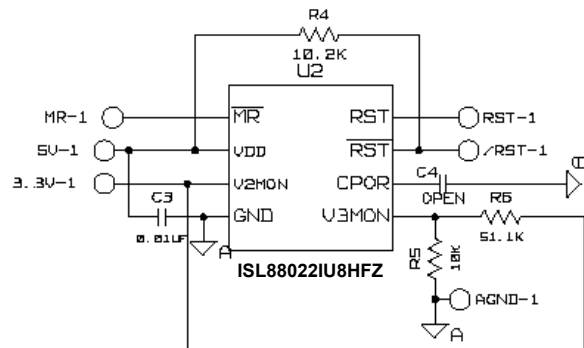 R4
10.2K
U2
MR-1
MR
RST
RST-1
5V-1
VDD
RST
/RST-1
3.3V-1
V2MON
CPOR
C4
OPEN
C3
0.01UF
GND
V3MON
R6
51.1K
A
ISL88022IU8HFZ
R5
10K
AGND-1
A